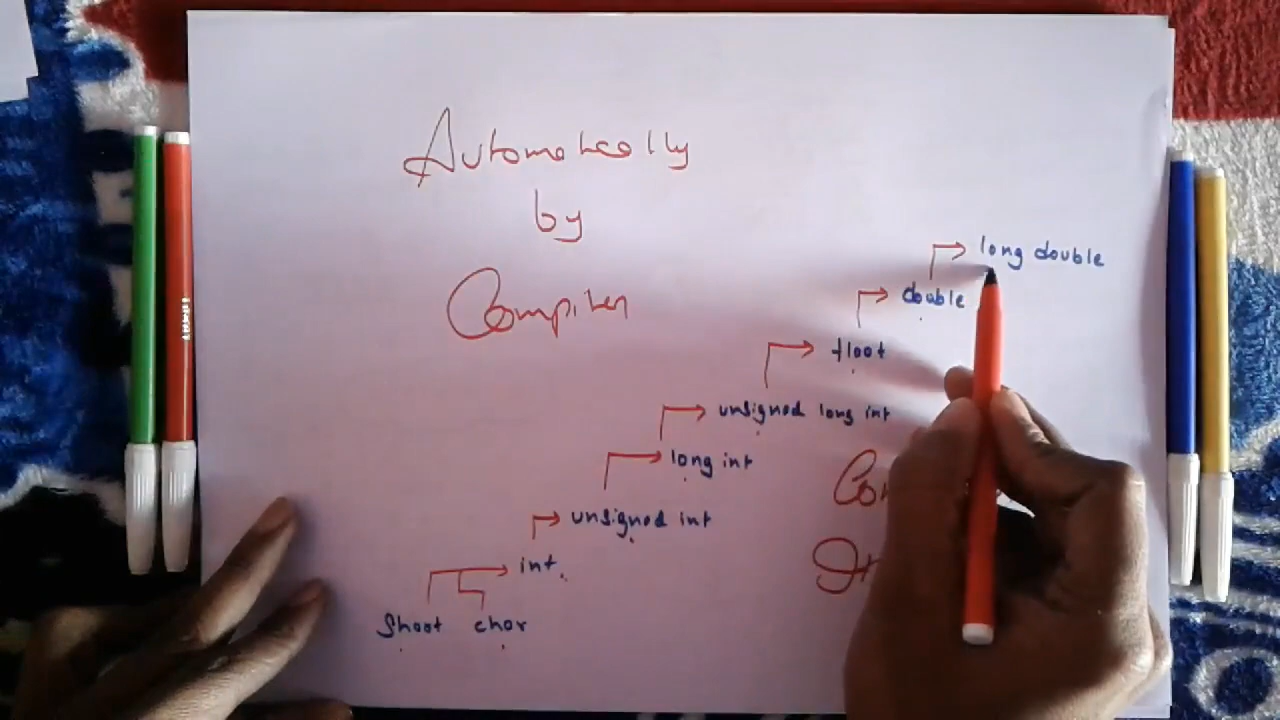 Automatically
by
Compiler
long double
double
float
unsigned long int
long int
unsigned int
int
Short char